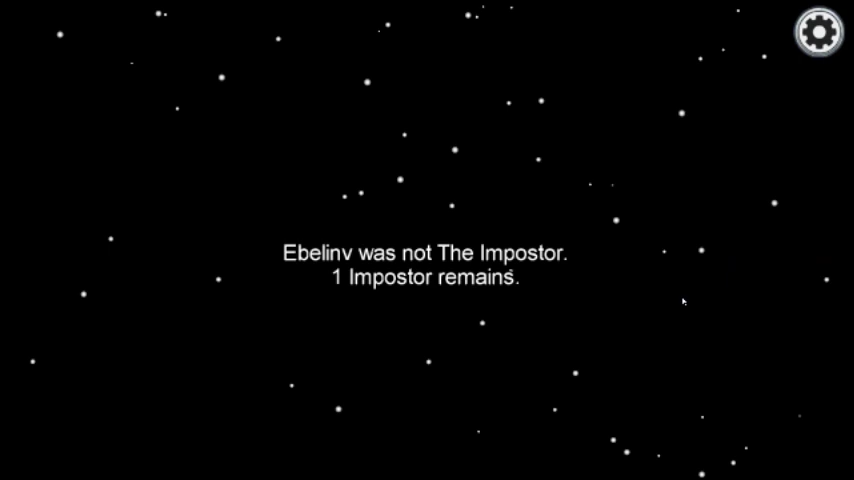 Ebelinv was not The Impostor.
1 Impostor remains.